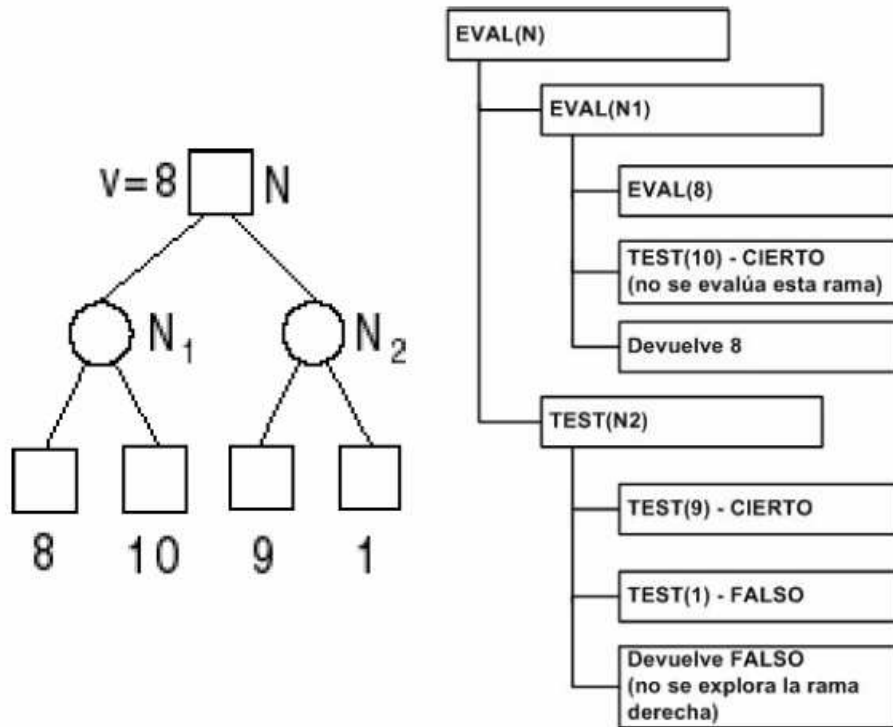 V=8 N
N1 N2
8 10 9 1
EVAL(N)
EVAL(N1)
EVAL(8)
TEST(10) - CIERTO
(no se evalúa esta rama)
Devuelve 8
TEST(N2)
TEST(9) - CIERTO
TEST(1) - FALSO
Devuelve FALSO
(no se explora la rama
derecha)